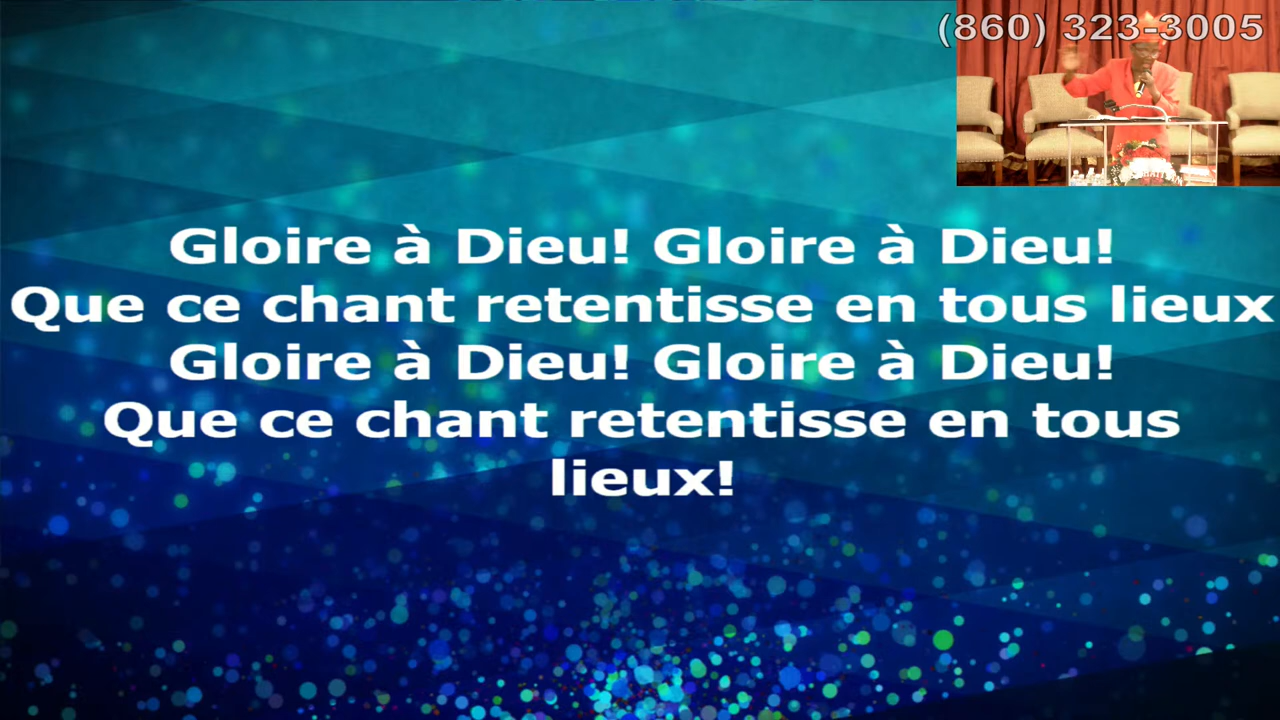 (860) 323-3005
Gloire à Dieu! Gloire à Dieu!
Que ce chant retentisse en tous lieux
Gloire à Dieu! Gloire à Dieu!
Que ce chant retentisse en tous
lieux!